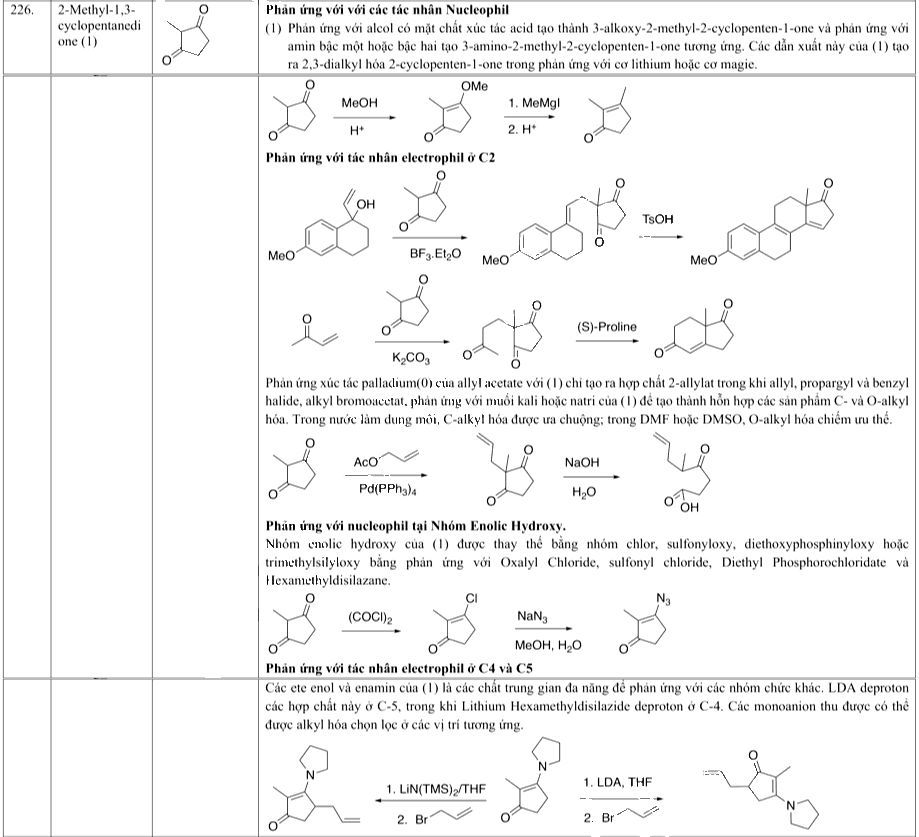 226.
2-Methyl-1,3-
cyclopentanedi
one (1)
O
O
Phản ứng với với các tác nhân Nucleophil
(1) Phản ứng với alcol có mặt chất xúc tác acid tạo thành 3-alkoxy-2-methyl-2-cyclopenten-1-one và phản ứng với
amin bậc một hoặc bậc hai tạo 3-amino-2-methyl-2-cyclopenten-1-one tương ứng. Các dẫn xuất này của (1) tạo
ra 2,3-dialkyl hóa 2-cyclopenten-1-one trong phản ứng với cơ lithium hoặc cơ magie.
O
O
MeOH
H+
OMe
O
1. MeMgI
2. H+
O
Phản ứng với tác nhân electrophil ở C2
OH
MeO
O
O
BF3.Et2O
MeO
O
O
TsOH
MeO
O
O
O
O
K2CO3
O
O
O
(S)-Proline
O
O
Phản ứng xúc tác palladium(0) của allyl acetate với (1) chỉ tạo ra hợp chất 2-allylat trong khi allyl, propargyl và benzyl
halide, alkyl bromoacetat. phản ứng với muối kali hoặc natri của (1) để tạo thành hỗn hợp các sản phẩm C- và O-alkyl
hóa. Trong nước làm dung môi, C-alkyl hóa được ưa chuộng; trong DMF hoặc DMSO, O-alkyl hóa chiếm ưu thế.
O
O
AcO
Pd(PPh3)4
O
O
NaOH
H2O
O
O
OH
Phản ứng với nucleophil tại Nhóm Enolic Hydroxy.
Nhóm enolic hydroxy của (1) được thay thế bằng nhóm chlor, sulfonyloxy, diethoxyphosphinyloxy hoặc
trimethylsilyloxy bằng phản ứng với Oxalyl Chloride, sulfonyl chloride, Diethyl Phosphorochloridate và
Hexamethyldisilazane.
O
O
(COCl)2
Cl
O
NaN3
MeOH, H2O
N3
O
Phản ứng với tác nhân electrophil ở C4 và C5
Các ete enol và enamin của (1) là các chất trung gian đa năng để phản ứng với các nhóm chức khác. LDA deproton
các hợp chất này ở C-5, trong khi Lithium Hexamethyldisilazide deproton ở C-4. Các monoanion thu được có thể
được alkyl hóa chọn lọc ở các vị trí tương ứng.
N
O
1. LiN(TMS)2/THF
2. Br
N
O
1. LDA, THF
2. Br
O
N